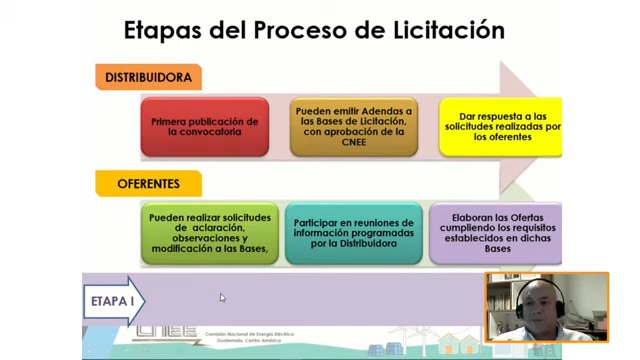 Etapas del Proceso de Licitación
DISTRIBUIDORA
Primera publicación de
la convocatoria
Pueden emitir Adendas a
las Bases de Licitación,
con aprobación de la
CNEE
Dar respuesta a las
solicitudes realizadas por
los oferentes
OFERENTES
Pueden realizar solicitudes
de aclaración,
observaciones y
modificación a las Bases,
Participar en reuniones de
información programadas
por la Distribuidora
Elaboran las Ofertas
cumpliendo los requisitos
establecidos en dichas
Bases
ETAPA I
CNEE
Comisión Nacional de Energía Eléctrica
Guatemala, Centro América